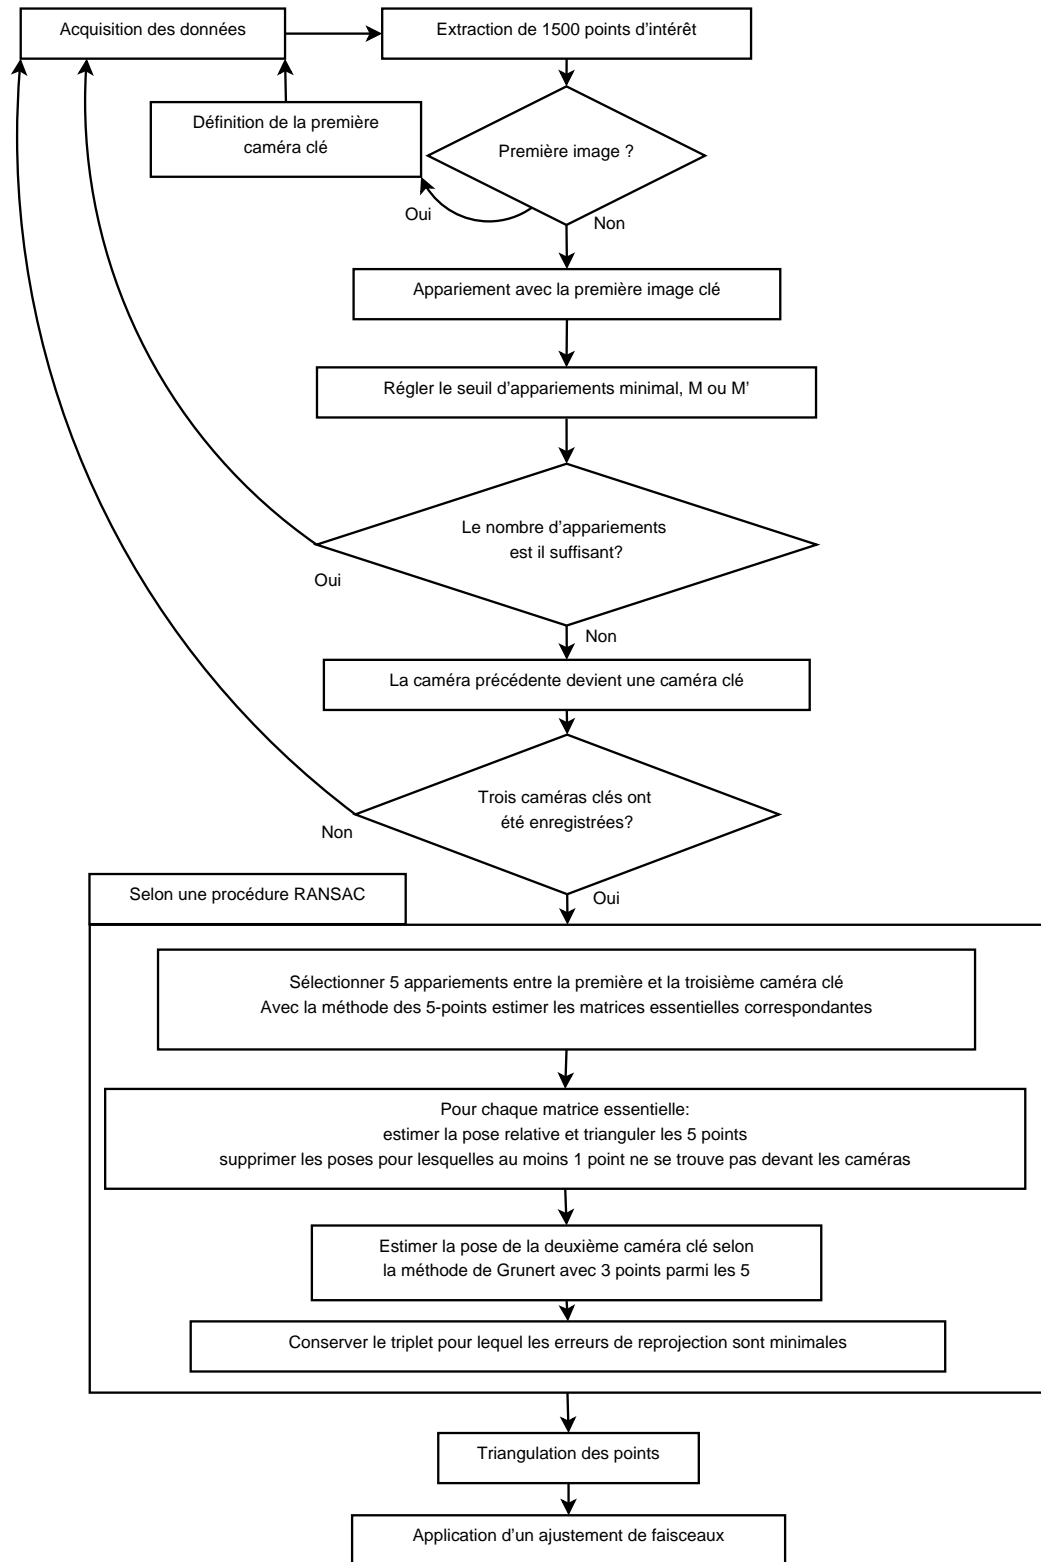 Acquisition des données
Extraction de 1500 points d'intérêt
Définition de la première
caméra clé
Première image ?
Oui
Non
Appariement avec la première image clé
Régler le seuil d'appariements minimal, M ou M'
Le nombre d'appariements
est il suffisant?
Oui
Non
La caméra précédente devient une caméra clé
Trois caméras clés ont
été enregistrées?
Non
Oui
Selon une procédure RANSAC
Sélectionner 5 appariements entre la première et la troisième caméra clé
Avec la méthode des 5-points estimer les matrices essentielles correspondantes
Pour chaque matrice essentielle:
estimer la pose relative et trianguler les 5 points
supprimer les poses pour lesquelles au moins 1 point ne se trouve pas devant les caméras
Estimer la pose de la deuxième caméra clé selon
la méthode de Grunert avec 3 points parmi les 5
Conserver le triplet pour lequel les erreurs de reprojection sont minimales
Triangulation des points
Application d'un ajustement de faisceaux